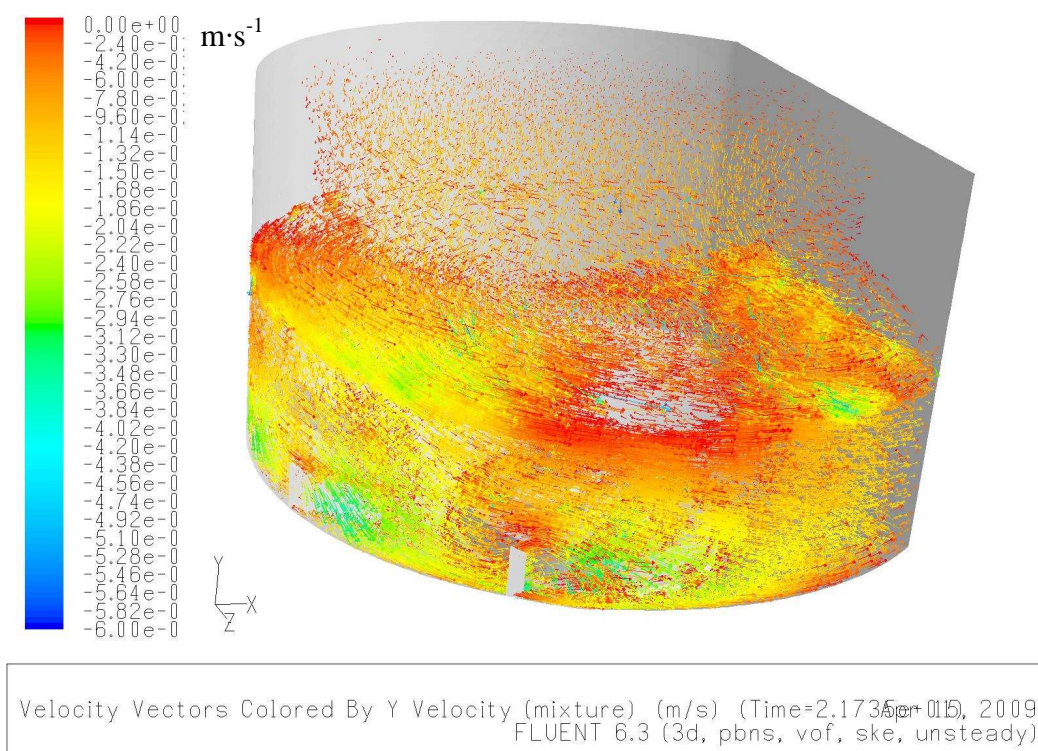 0.00e+00
m·s-1
-2.40e-0
-4.20e-0
-6.00e-0
-7.80e-0
-9.60e-0
-1.14e-0
-1.32e-0
-1.50e-0
-1.68e-0
-1.86e-0
-2.04e-0
-2.22e-0
-2.40e-0
-2.58e-0
-2.76e-0
-2.94e-0
-3.12e-0
-3.30e-0
-3.48e-0
-3.66e-0
-3.84e-0
-4.02e-0
-4.20e-0
-4.38e-0
-4.56e-0
-4.74e-0
-4.92e-0
-5.10e-0
-5.28e-0
-5.46e-0
-5.64e-0
-5.82e-0
-6.00e-0
Y
X
Z
Velocity Vectors Colored By Y Velocity (mixture) (m/s) 2009
FLUENT 6.3 (3d, pbns, vof, ske, unsteady)